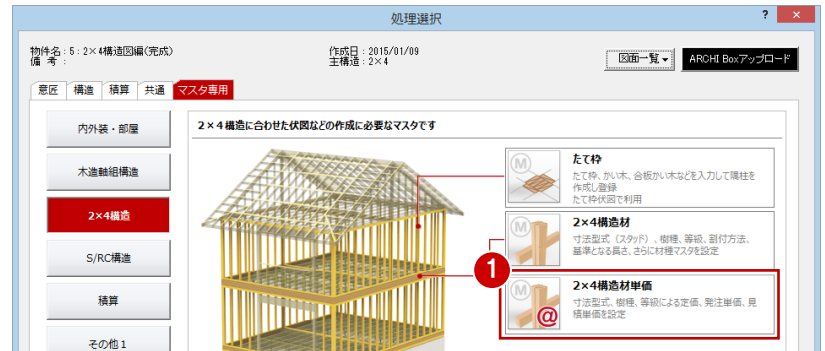 処理選択
? ×
物件名：5：2×4構造図編(完成)
備　考：
作成日：2015/01/09
主構造：2×4
図面一覧▼
ARCHI Boxアップロード
意匠 構造 積算 共通 マスタ専用
内外装・部屋
木造軸組構造
2×4構造
S/RC構造
積算
その他１
2×4構造に合わせた伏図などの作成に必要なマスタです
M
たて枠
たて枠、かい木、合板かい木などを入力して隅柱を
作成し登録
たて枠伏図で利用
M
2×4構造材
寸法型式（スタッド）、樹種、等級、割付方法、
基準となる長さ、さらに材種マスタを設定
1
M
@
2×4構造材単価
寸法型式、樹種、等級による定価、発注単価、見
積単価を設定